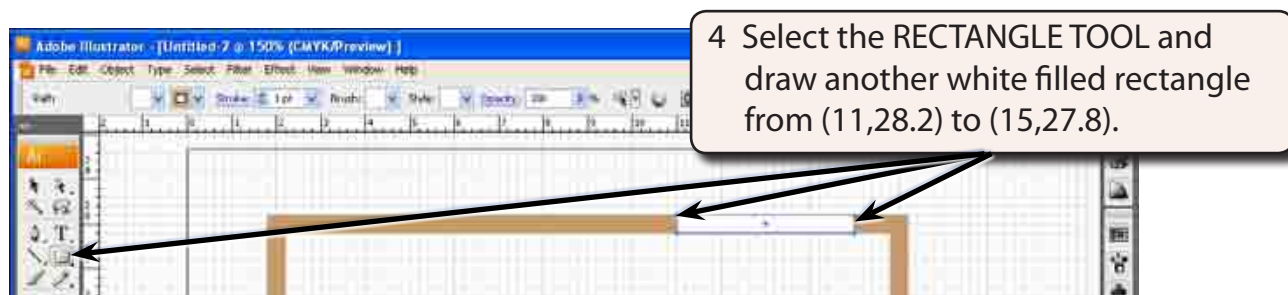 Adobe Illustrator - [Untitled-2 @ 150% (CMYK/Preview) ]
File Edit Object Type Select Filter Effect View Window Help
Path Stroke: 1 pt Brush: Style: Opacity: 100 %
4 Select the RECTANGLE TOOL and
draw another white filled rectangle
from (11,28.2) to (15,27.8).